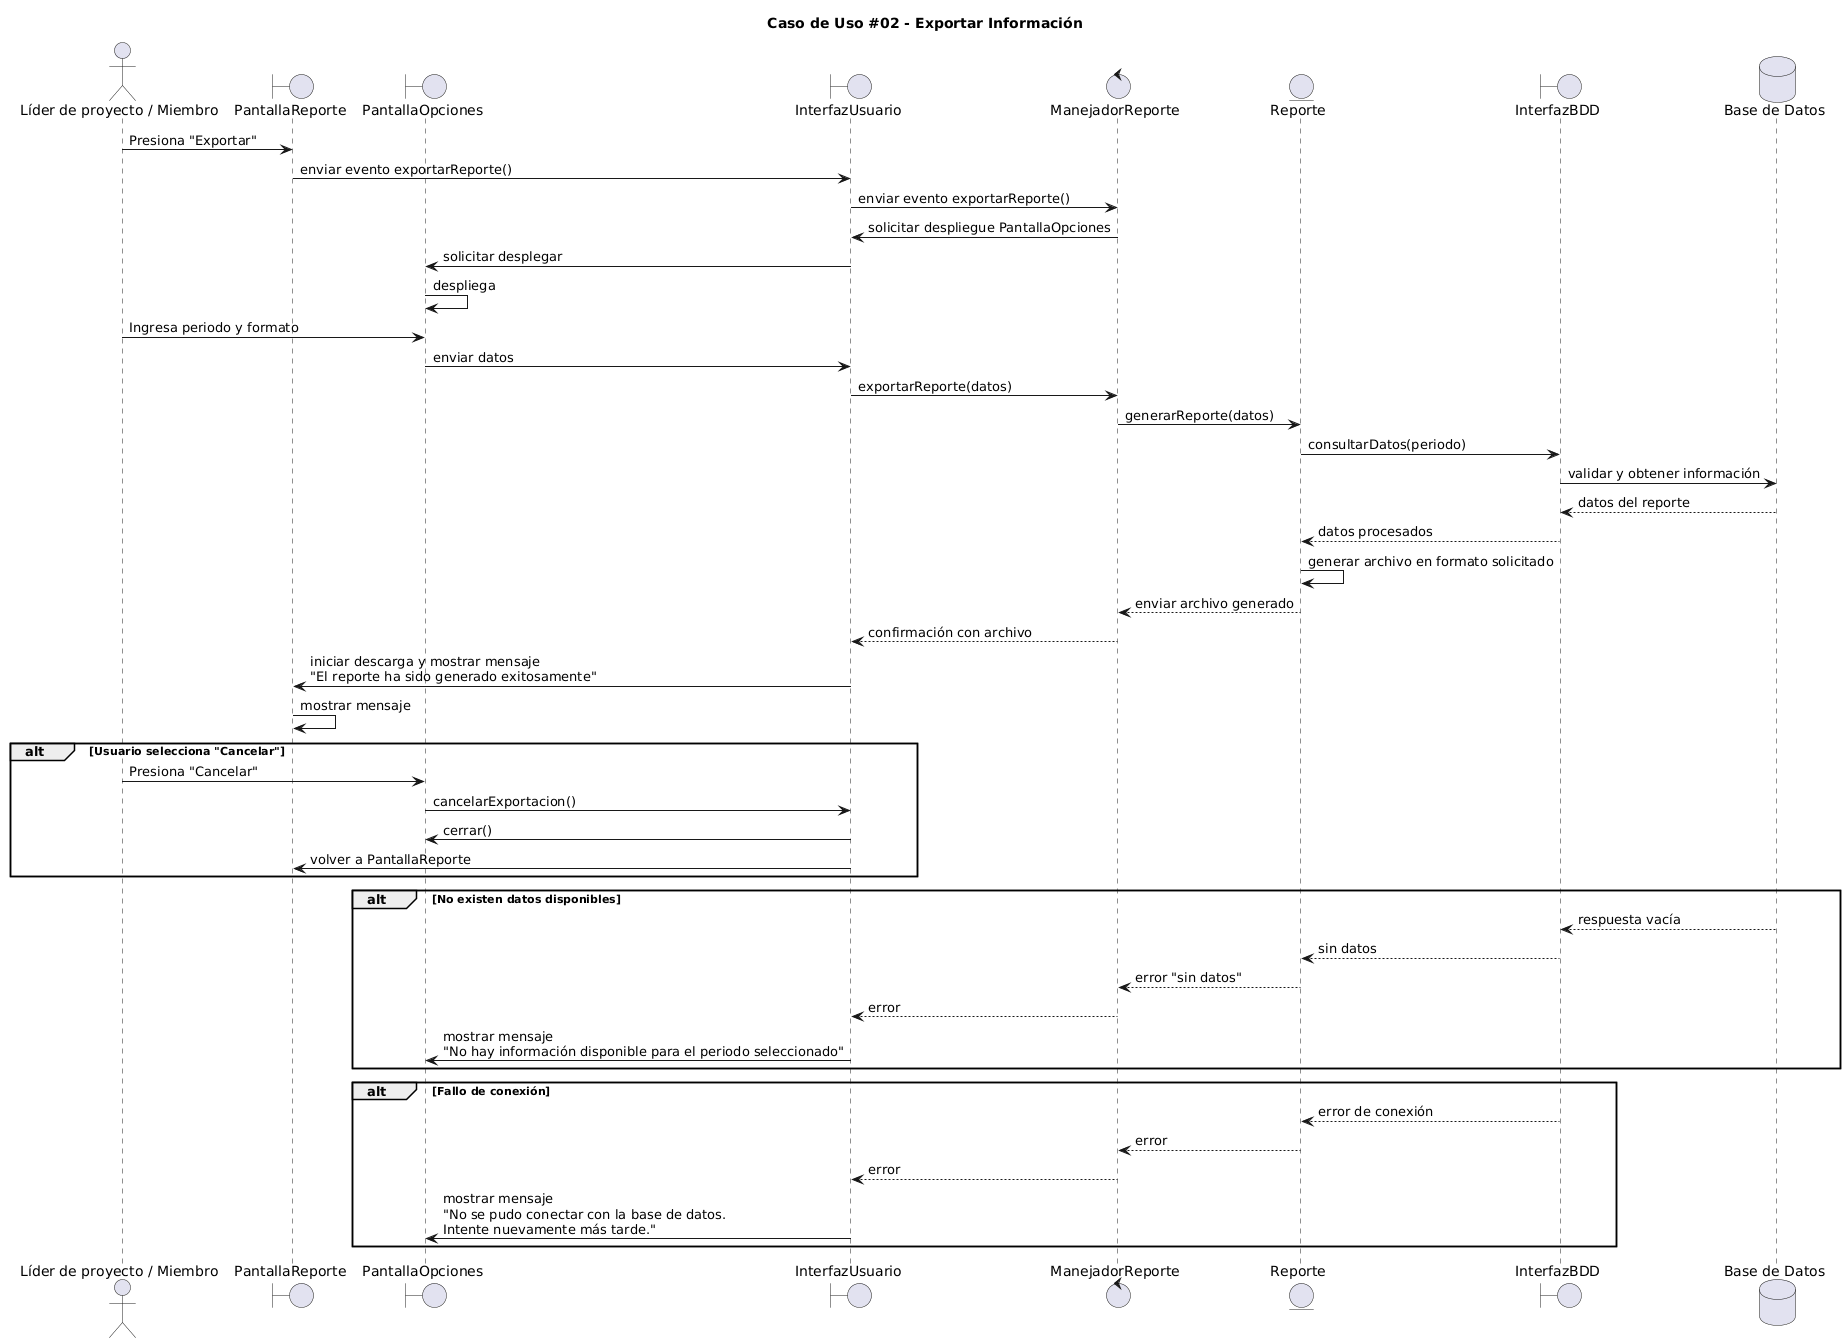 Caso de Uso #02 - Exportar Información
Líder de proyecto / Miembro
PantallaReporte
PantallaOpciones
InterfazUsuario
ManejadorReporte
Reporte
InterfazBDD
Base de Datos
Presiona "Exportar"
enviar evento exportarReporte()
enviar evento exportarReporte()
solicitar despliegue PantallaOpciones
solicitar desplegar
despliega
Ingresa periodo y formato
enviar datos
exportarReporte(datos)
generarReporte(datos)
consultarDatos(periodo)
validar y obtener información
datos del reporte
datos procesados
generar archivo en formato solicitado
enviar archivo generado
confirmación con archivo
iniciar descarga y mostrar mensaje
"El reporte ha sido generado exitosamente"
mostrar mensaje
alt [Usuario selecciona "Cancelar"]
Presiona "Cancelar"
cancelarExportacion()
cerrar()
volver a PantallaReporte
alt [No existen datos disponibles]
respuesta vacía
sin datos
error "sin datos"
error
mostrar mensaje
"No hay información disponible para el periodo seleccionado"
alt [Fallo de conexión]
error de conexión
error
error
mostrar mensaje
"No se pudo conectar con la base de datos.
Intente nuevamente más tarde."
Líder de proyecto / Miembro
PantallaReporte
PantallaOpciones
InterfazUsuario
ManejadorReporte
Reporte
InterfazBDD
Base de Datos